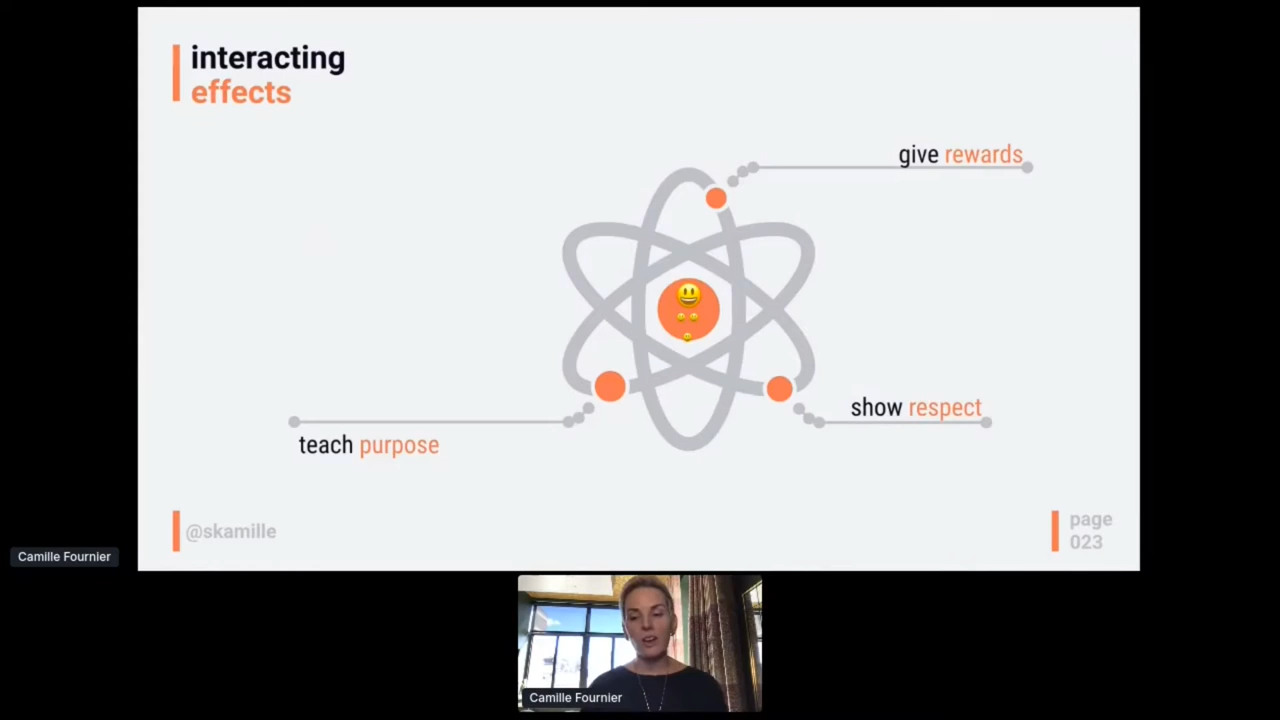 interacting
effects
give rewards
show respect
teach purpose
@skamille
page
023
Camille Fournier
Camille Fournier